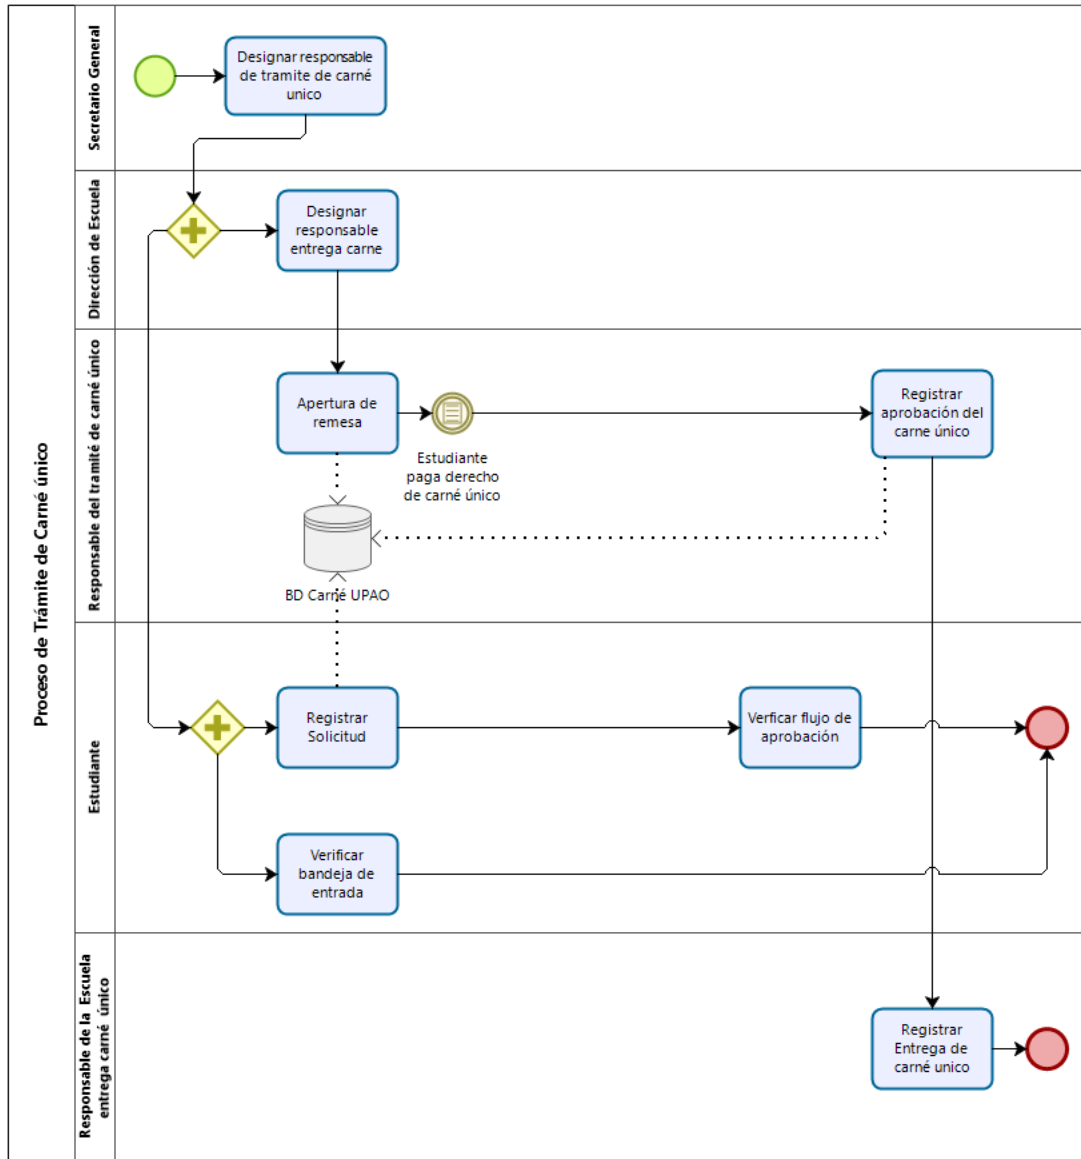 Proceso de Trámite de Carné único
Secretario General
Designar responsable
de tramite de carné
unico
Dirección de Escuela
Designar
responsable
entrega carne
Responsable del tramité de carné único
Apertura de
remesa
Estudiante
paga derecho
de carné único
Registrar
aprobación del
carne único
BD Carné UPAO
Estudiante
Registrar
Solicitud
Verficar flujo de
aprobación
Verificar
bandeja de
entrada
Responsable de la Escuela
entrega carné único
Registrar
Entrega de
carné unico